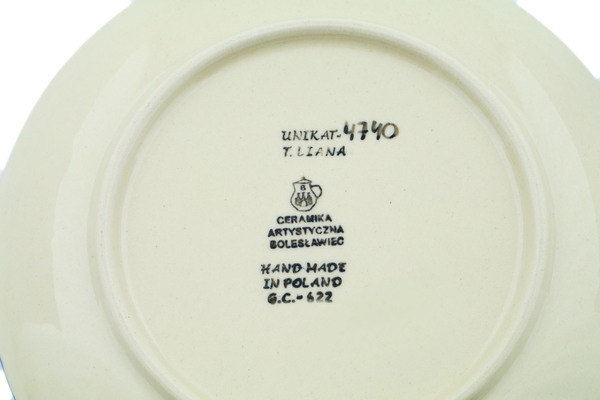 UNIKAT-4740
T. LIANA
CERAMIKA
ARTYSTYCZNA
BOLESŁAWIEC
HAND MADE
IN POLAND
G.C.-622